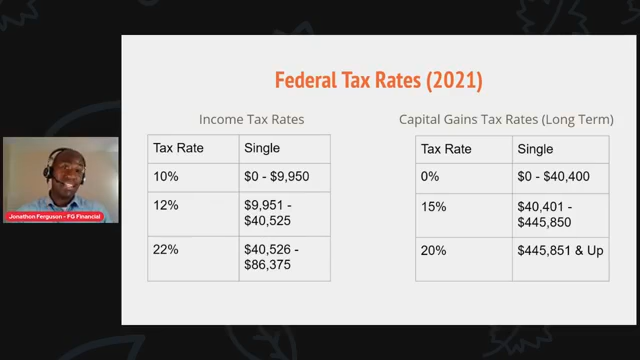 Federal Tax Rates (2021)
Income Tax Rates
Tax Rate Single
10% $0 - $9,950
12% $9,951 -
$40,525
22% $40,526 -
$86,375
Capital Gains Tax Rates (Long Term)
Tax Rate Single
0% $0 - $40,400
15% $40,401 -
$445,850
20% $445,851 & Up
Jonathon Ferguson - FG Financial